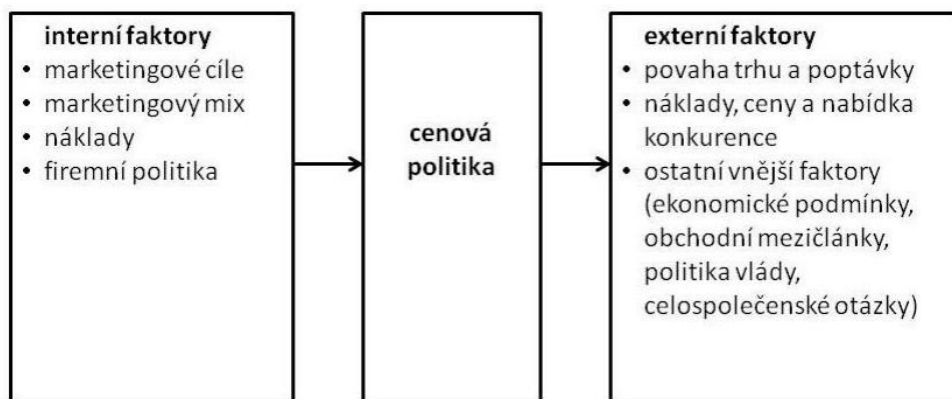 interní faktory
• marketingové cíle
• marketingový mix
• náklady
• firemní politika
cenová
politika
externí faktory
• povaha trhu a poptávky
• náklady, ceny a nabídka
konkurence
• ostatní vnější faktory
(ekonomické podmínky,
obchodní mezičlánky,
politika vlády,
celospolečenské otázky)